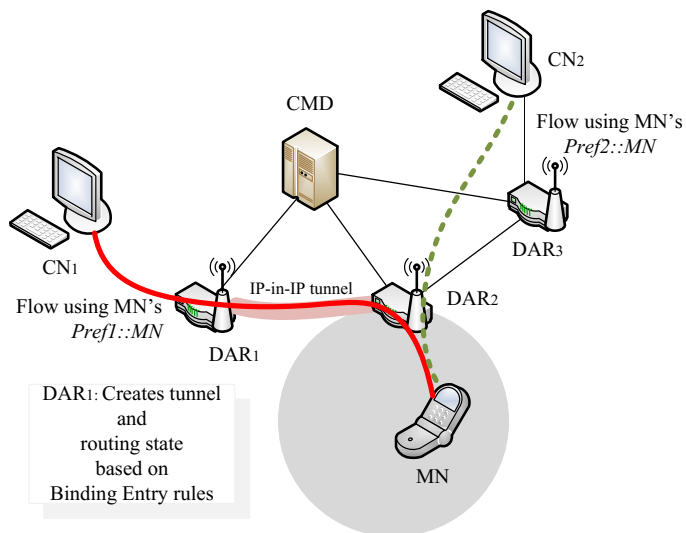 CN2
CMD
Flow using MN's
Pref2::MN
DAR3
CN1
IP-in-IP tunnel
DAR2
Flow using MN's
Pref1::MN
DAR1
DAR1: Creates tunnel
and
routing state
based on
Binding Entry rules
MN